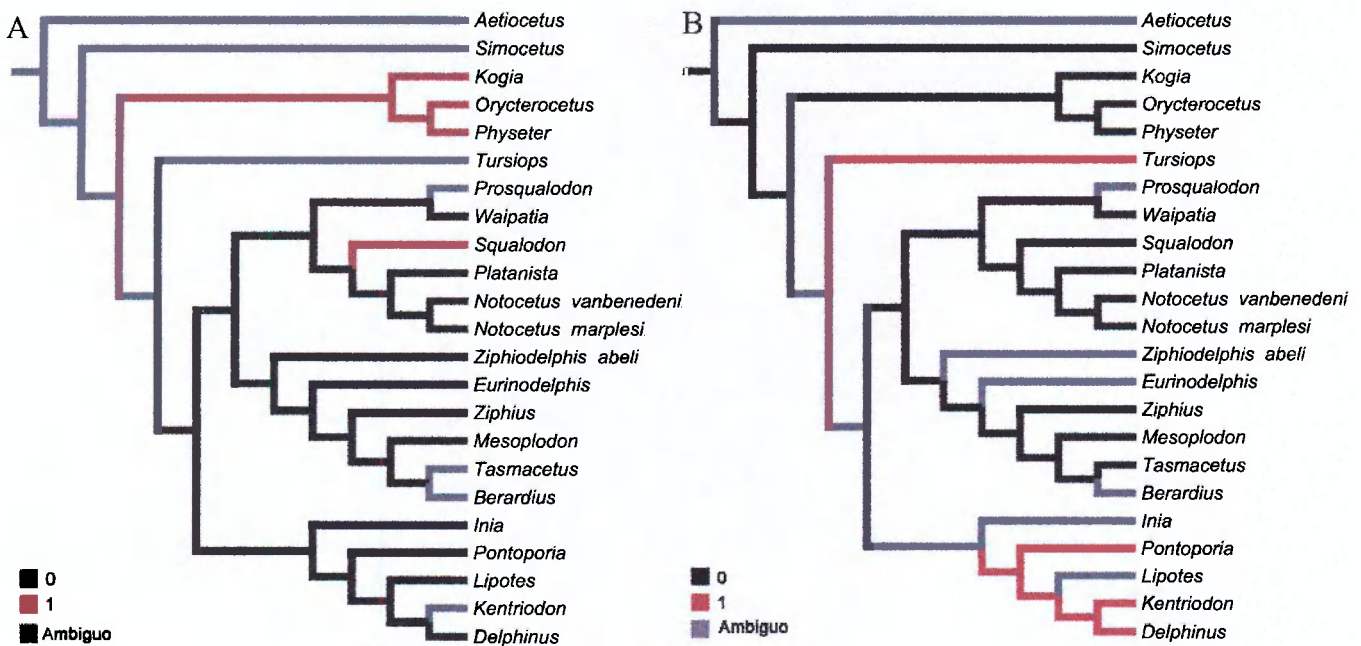 A
Aetiocetus
Simocetus
Kogia
Orycterocetus
Physeter
Tursiops
Prosqualodon
Waipatia
Squalodon
Platanista
Notocetus vanbenedeni
Notocetus marplesi
Ziphiodelphis abeli
Eurinodelphis
Ziphius
Mesoplodon
Tasmacetus
Berardius
Inia
Pontoporia
Lipotes
Kentriodon
Delphinus
0
1
Ambiguo
B
Aetiocetus
Simocetus
Kogia
Orycterocetus
Physeter
Tursiops
Prosqualodon
Waipatia
Squalodon
Platanista
Notocetus vanbenedeni
Notocetus marplesi
Ziphiodelphis abeli
Eurinodelphis
Ziphius
Mesoplodon
Tasmacetus
Berardius
Inia
Pontoporia
Lipotes
Kentriodon
Delphinus
0
1
Ambiguo